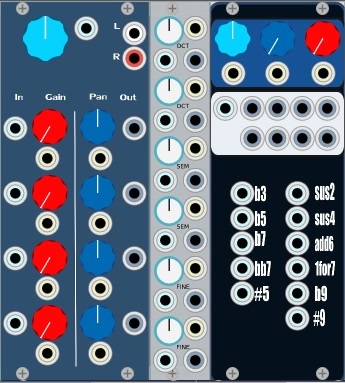 L
R
In Gain Pan Out
OCT
OCT
SEM
SEM
FINE
FINE
b3
b5
b7
bb7
#5
sus2
sus4
add6
1for7
b9
#9